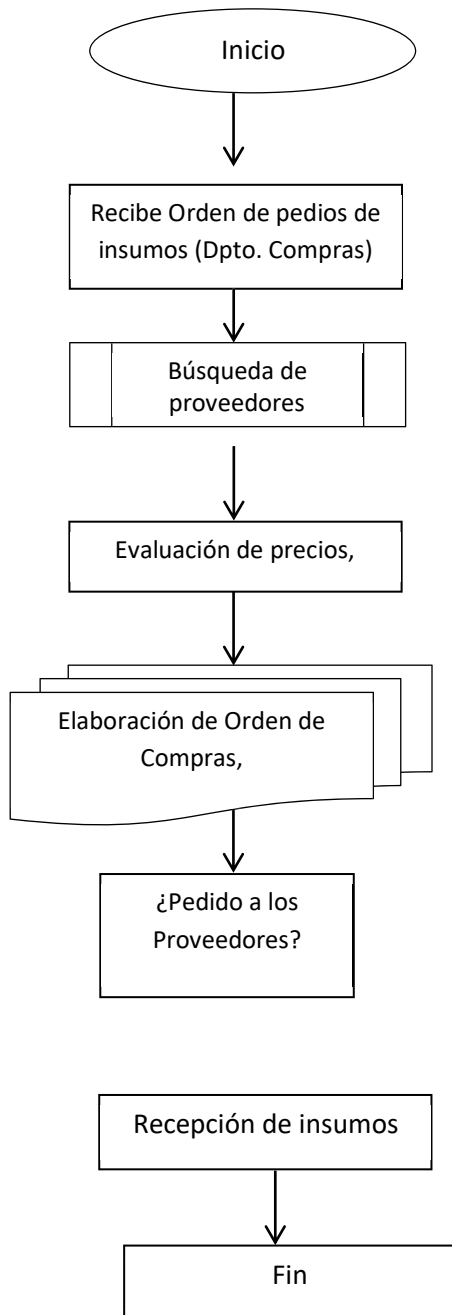 Inicio
Recibe Orden de pedios de
insumos (Dpto. Compras)
Búsqueda de
proveedores
Evaluación de precios,
Elaboración de Orden de
Compras,
¿Pedido a los
Proveedores?
Recepción de insumos
Fin